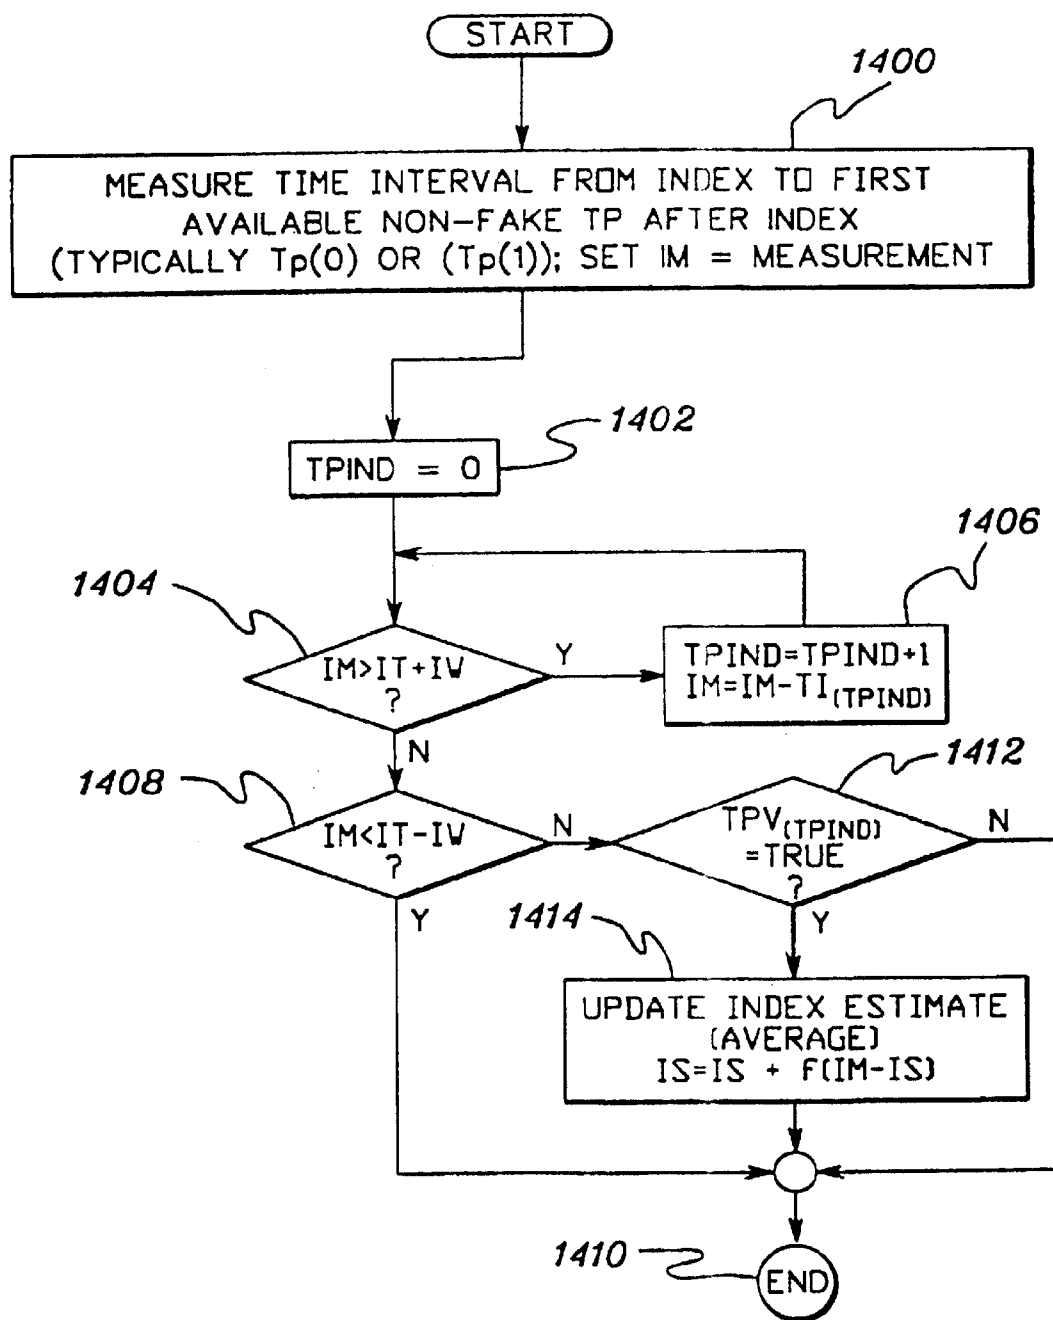 START
1400
MEASURE TIME INTERVAL FROM INDEX TO FIRST
AVAILABLE NON-FAKE TP AFTER INDEX
(TYPICALLY Tp(0) OR (Tp(1)); SET IM = MEASUREMENT
1402
TPIND = 0
1406
1404
IM>IT+IW
?
Y
TPIND=TPIND+1
IM=IM-TI(TPIND)
N
1408
1412
IM<IT-IW
?
N
TPV(TPIND)
=TRUE
?
N
Y
Y
1414
UPDATE INDEX ESTIMATE
(AVERAGE)
IS=IS + F(IM-IS)
1410
END